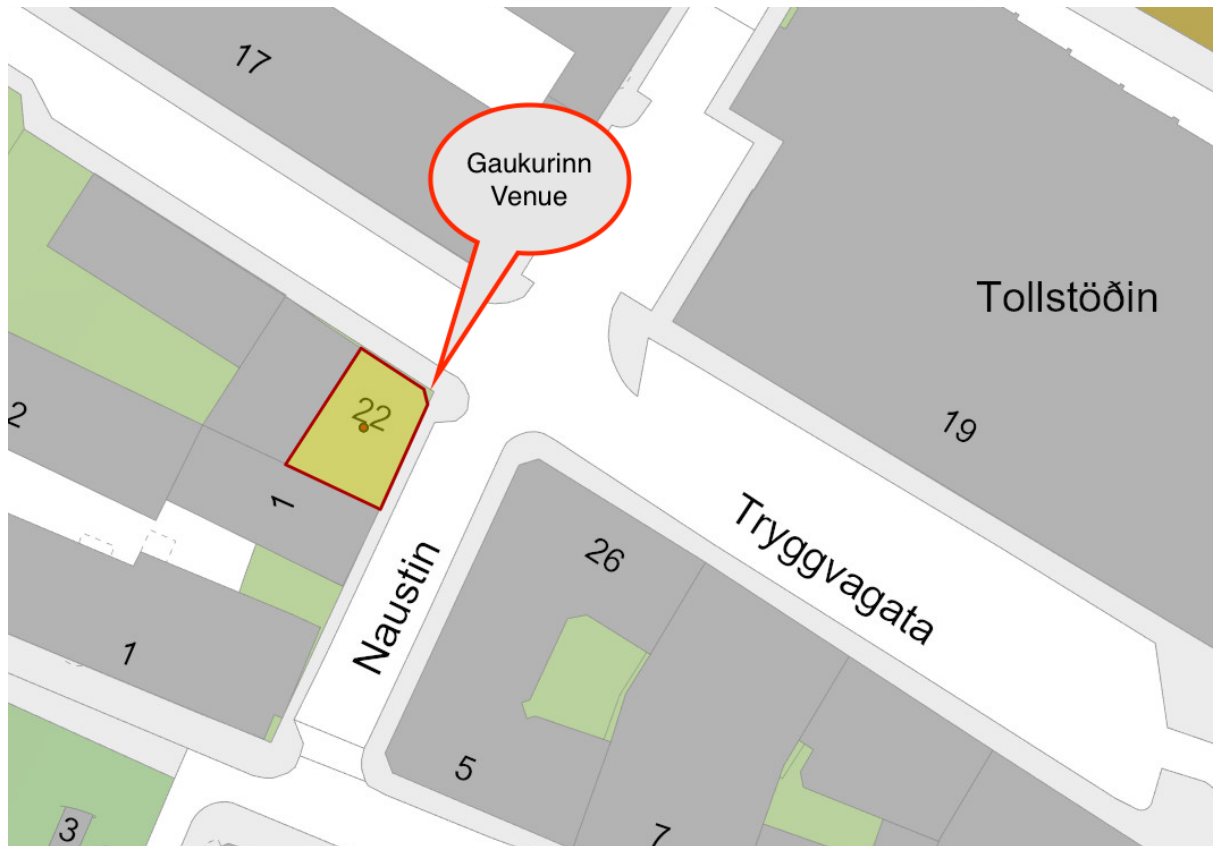 17
Gaukurinn
Venue
Tollstöðin
22
2
19
1
Tryggvagata
26
Naustin
1
5
7
3